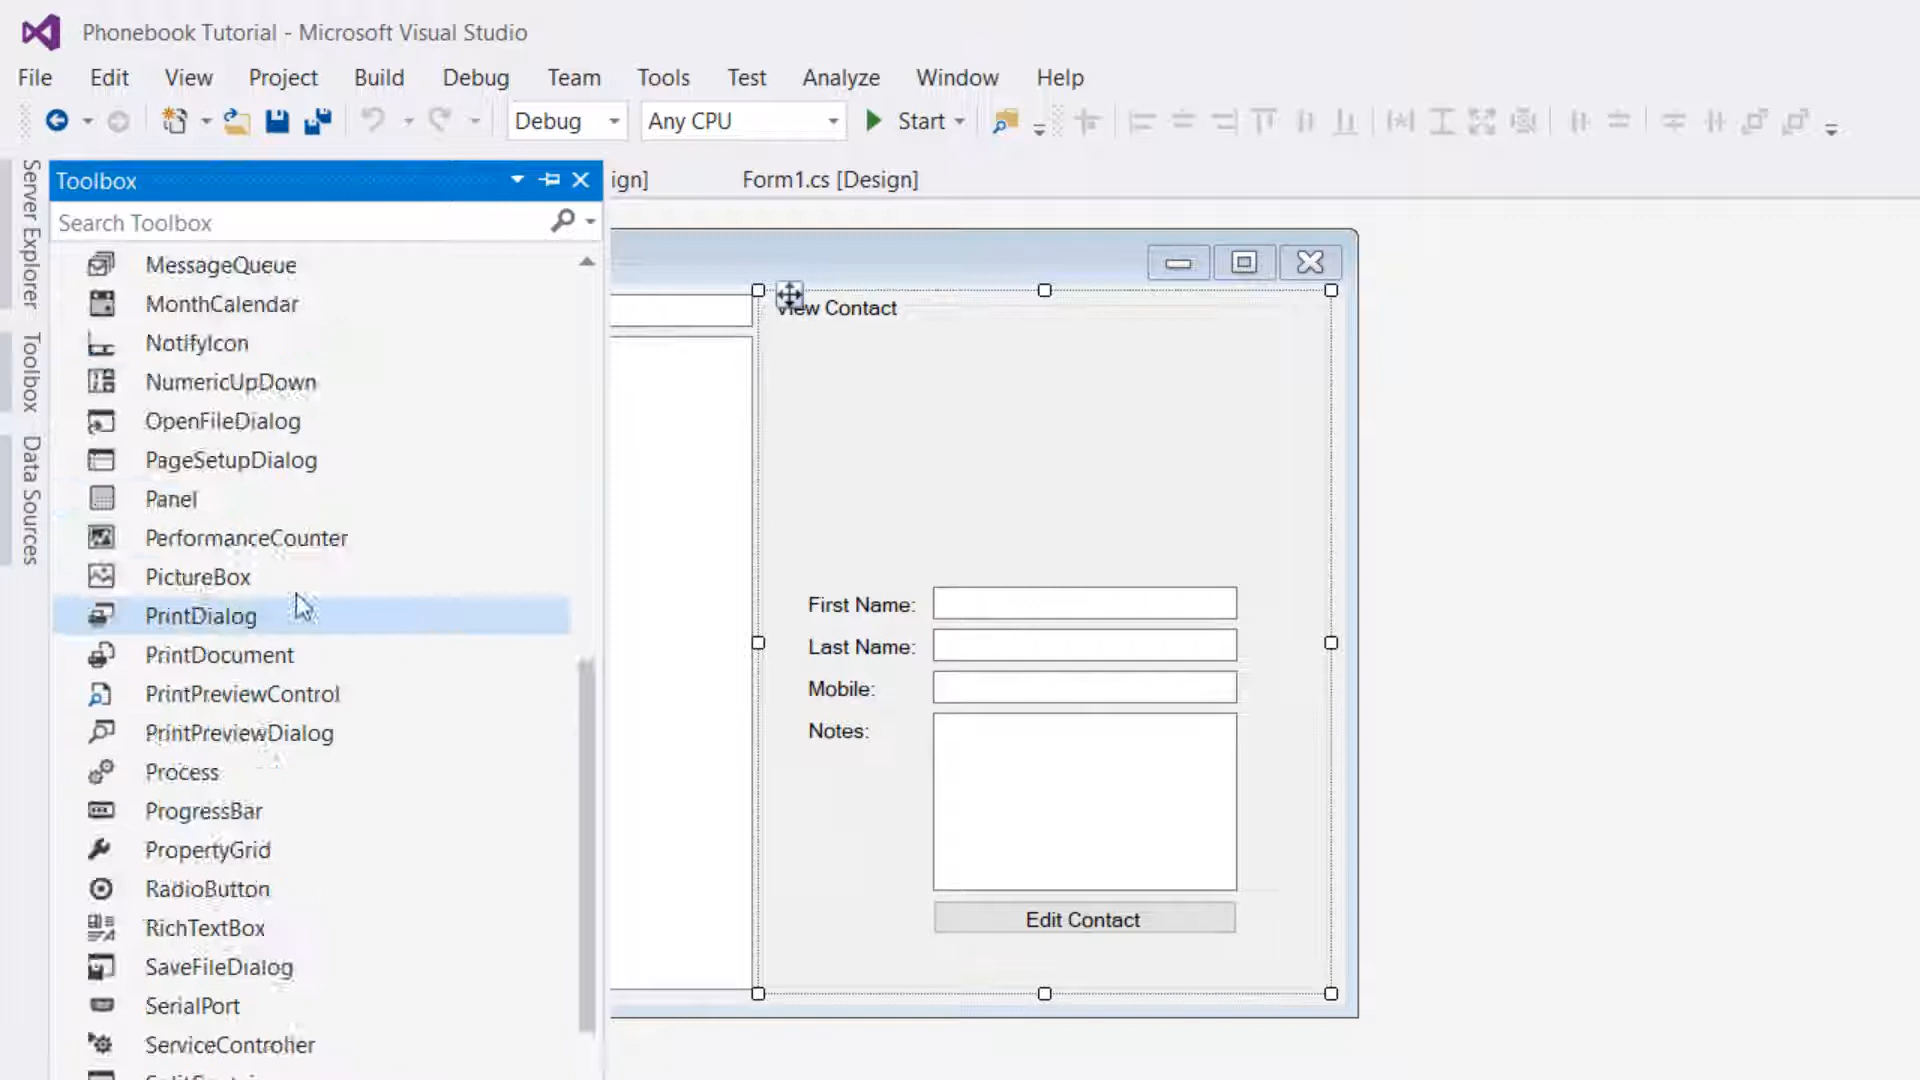 Phonebook Tutorial - Microsoft Visual Studio
File Edit View Project Build Debug Team Tools Test Analyze Window Help
Debug Any CPU Start
Server Explorer
Toolbox
Data Sources
Toolbox
Search Toolbox
MessageQueue
MonthCalendar
NotifyIcon
NumericUpDown
OpenFileDialog
PageSetupDialog
Panel
PerformanceCounter
PictureBox
PrintDialog
PrintDocument
PrintPreviewControl
PrintPreviewDialog
Process
ProgressBar
PropertyGrid
RadioButton
RichTextBox
SaveFileDialog
SerialPort
ServiceController
ign] Form1.cs [Design]
View Contact
First Name:
Last Name:
Mobile:
Notes:
Edit Contact